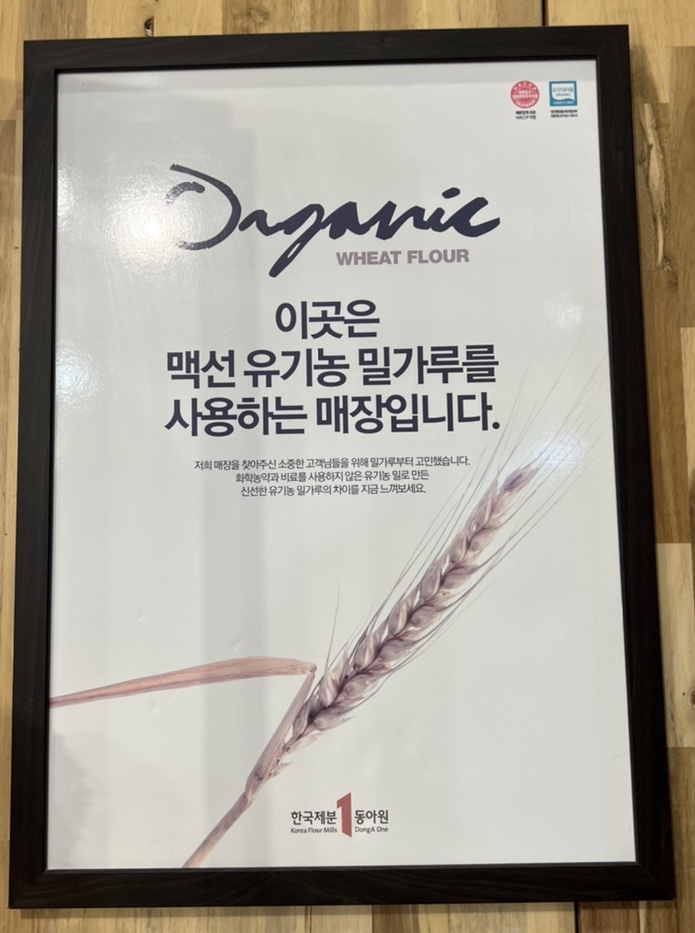 Organic
WHEAT FLOUR
이곳은
맥선 유기농 밀가루를
사용하는 매장입니다.
저희 매장을 찾아주신 소중한 고객님들을 위해 밀가루부터 고민했습니다.
화학농약과 비료를 사용하지 않은 유기농 밀로 만든
신선한 유기농 밀가루의 차이를 지금 느껴보세요.
한국제분 1 동아원
Korea Flour Mills DongA One